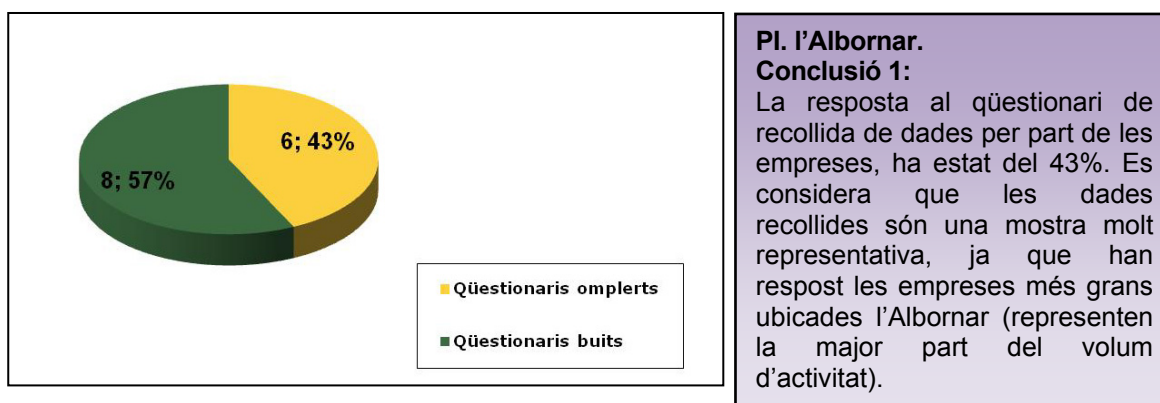 6; 43%
8; 57%
Qüestionaris omplerts
Qüestionaris buits
Pl. l'Albornar.
Conclusió 1:
La resposta al qüestionari de
recollida de dades per part de les
empreses, ha estat del 43%. Es
considera que les dades
recollides són una mostra molt
representativa, ja que han
respost les empreses més grans
ubicades l'Albornar (representen
la major part del volum
d'activitat).